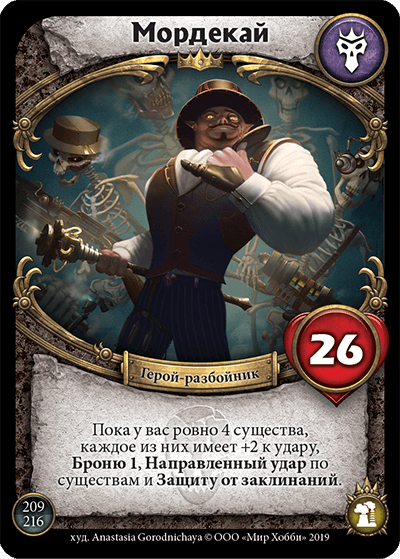 Мордекай
26
Герой-разбойник
Пока у вас ровно 4 существа,
каждое из них имеет +2 к удару,
Броню 1, Направленный удар по
существам и Защиту от заклинаний.
209
216
худ. Anastasia Gorodnichaya © ООО «Мир Хобби» 2019